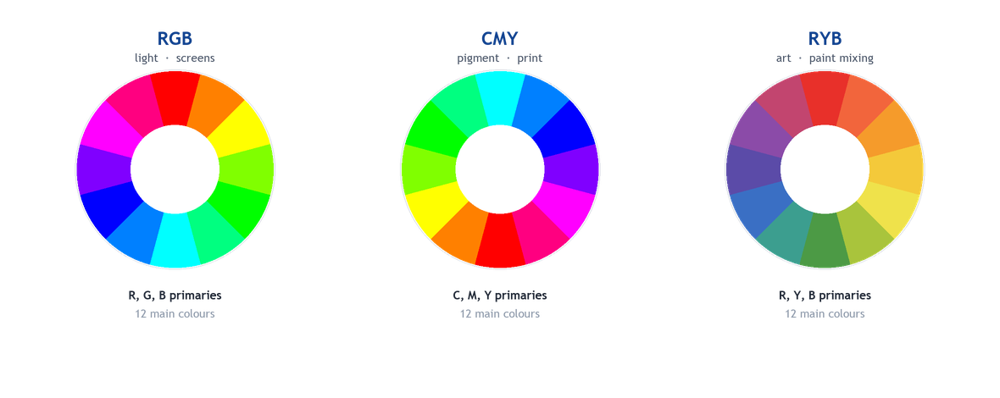 RGB
light · screens
R, G, B primaries
12 main colours
CMY
pigment · print
C, M, Y primaries
12 main colours
RYB
art · paint mixing
R, Y, B primaries
12 main colours